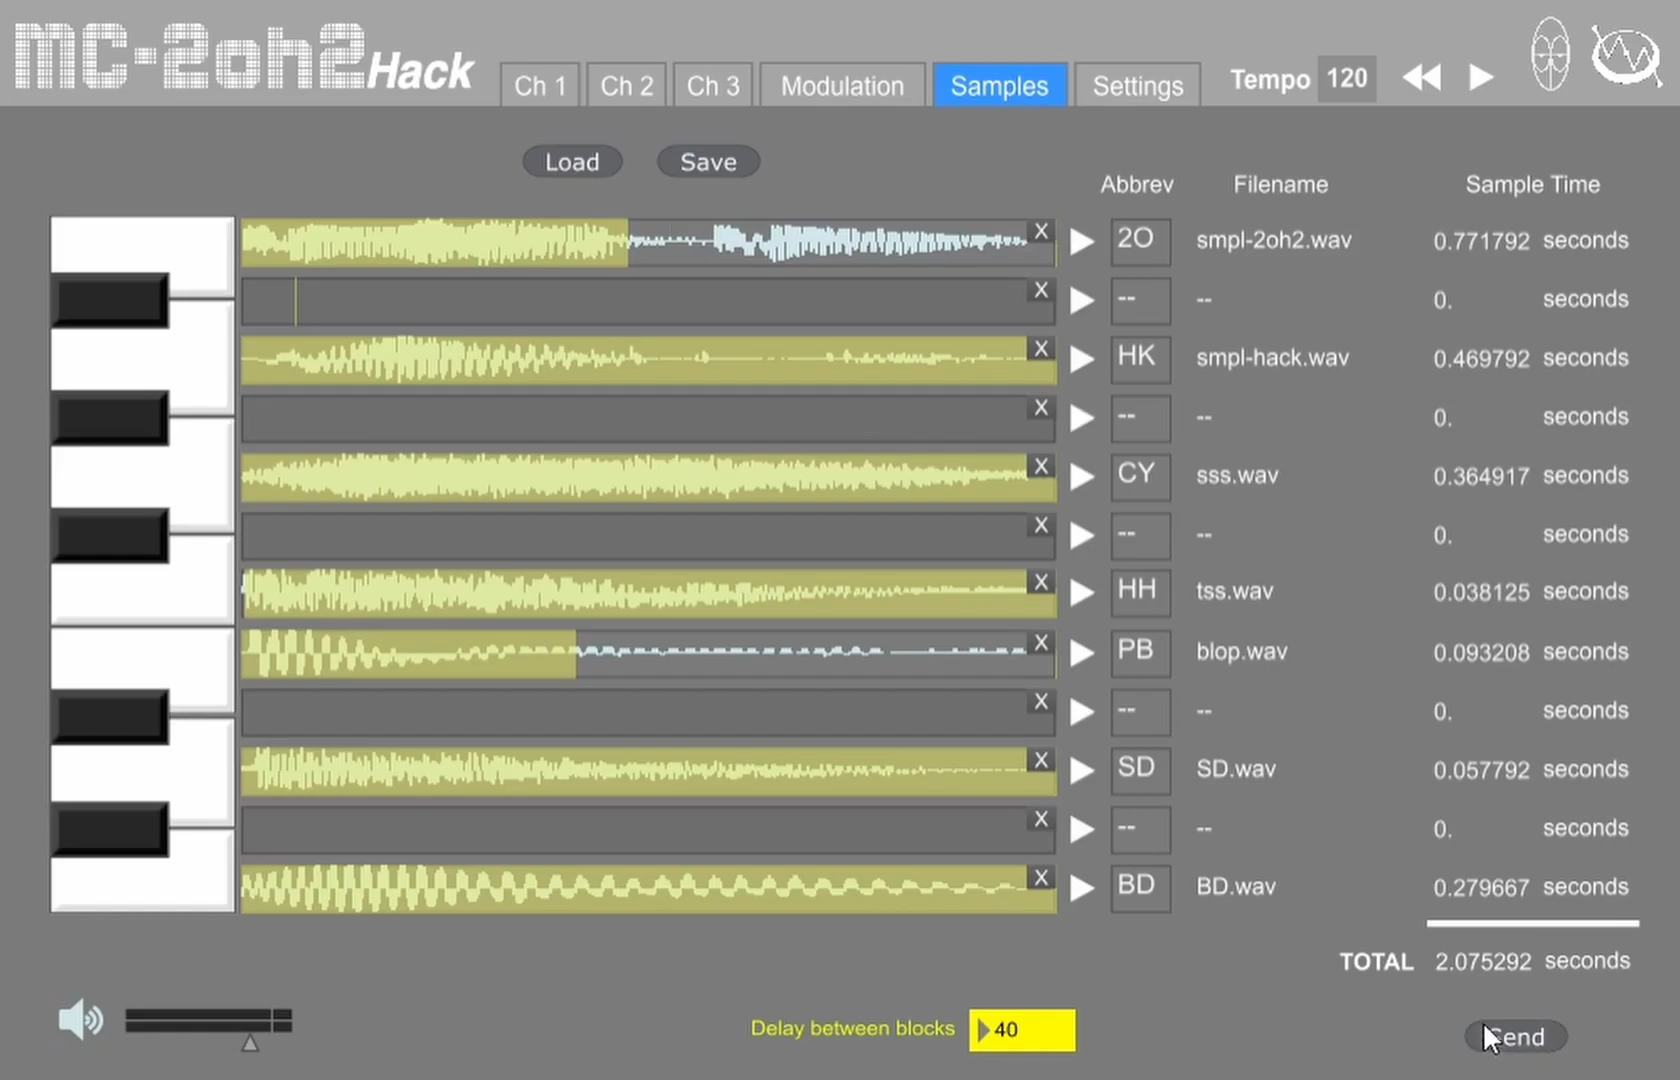 MC-2oh2Hack
Ch 1 Ch 2 Ch 3 Modulation Samples Settings Tempo 120
Load Save
Abbrev Filename Sample Time
X 2O smpl-2oh2.wav 0.771792 seconds
X -- -- 0. seconds
X HK smpl-hack.wav 0.469792 seconds
X -- -- 0. seconds
X CY sss.wav 0.364917 seconds
X -- -- 0. seconds
X HH tss.wav 0.038125 seconds
X PB blop.wav 0.093208 seconds
X -- -- 0. seconds
X SD SD.wav 0.057792 seconds
X -- -- 0. seconds
X BD BD.wav 0.279667 seconds
TOTAL 2.075292 seconds
Delay between blocks 40
Send